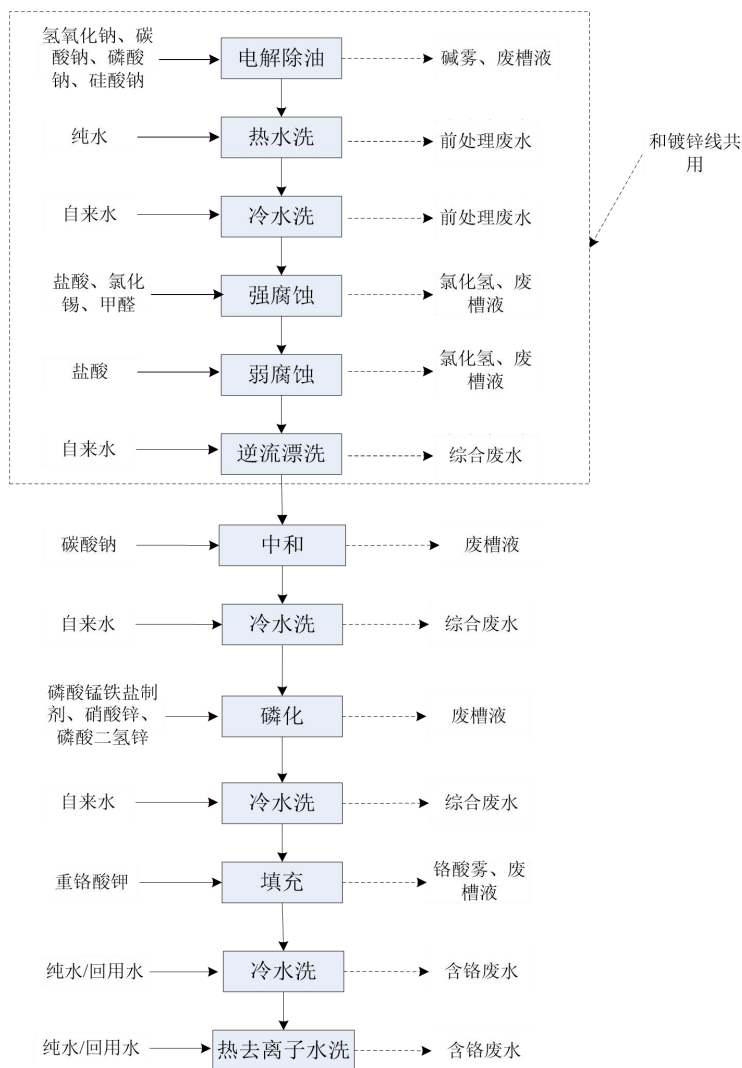 氢氧化钠、碳
酸钠、磷酸
钠、硅酸钠
电解除油
碱雾、废槽液
纯水
热水洗
前处理废水
和镀锌线共
用
自来水
冷水洗
前处理废水
盐酸、氯化
锡、甲醛
强腐蚀
氯化氢、废
槽液
盐酸
弱腐蚀
氯化氢、废
槽液
自来水
逆流漂洗
综合废水
碳酸钠
中和
废槽液
自来水
冷水洗
综合废水
磷酸锰铁盐制
剂、硝酸锌、
磷酸二氢锌
磷化
废槽液
自来水
冷水洗
综合废水
重铬酸钾
填充
铬酸雾、废
槽液
纯水/回用水
冷水洗
含铬废水
纯水/回用水
热去离子水洗
含铬废水